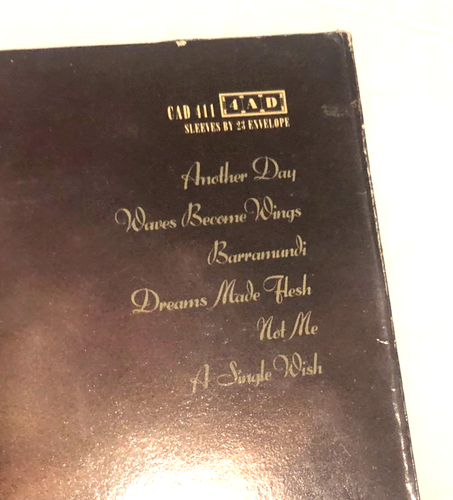 CAD 411 4AD
SLEEVES BY 23 ENVELOPE
Another Day
Waves Become Wings
Barramundi
Dreams Made Flesh
Not Me
A Single Wish